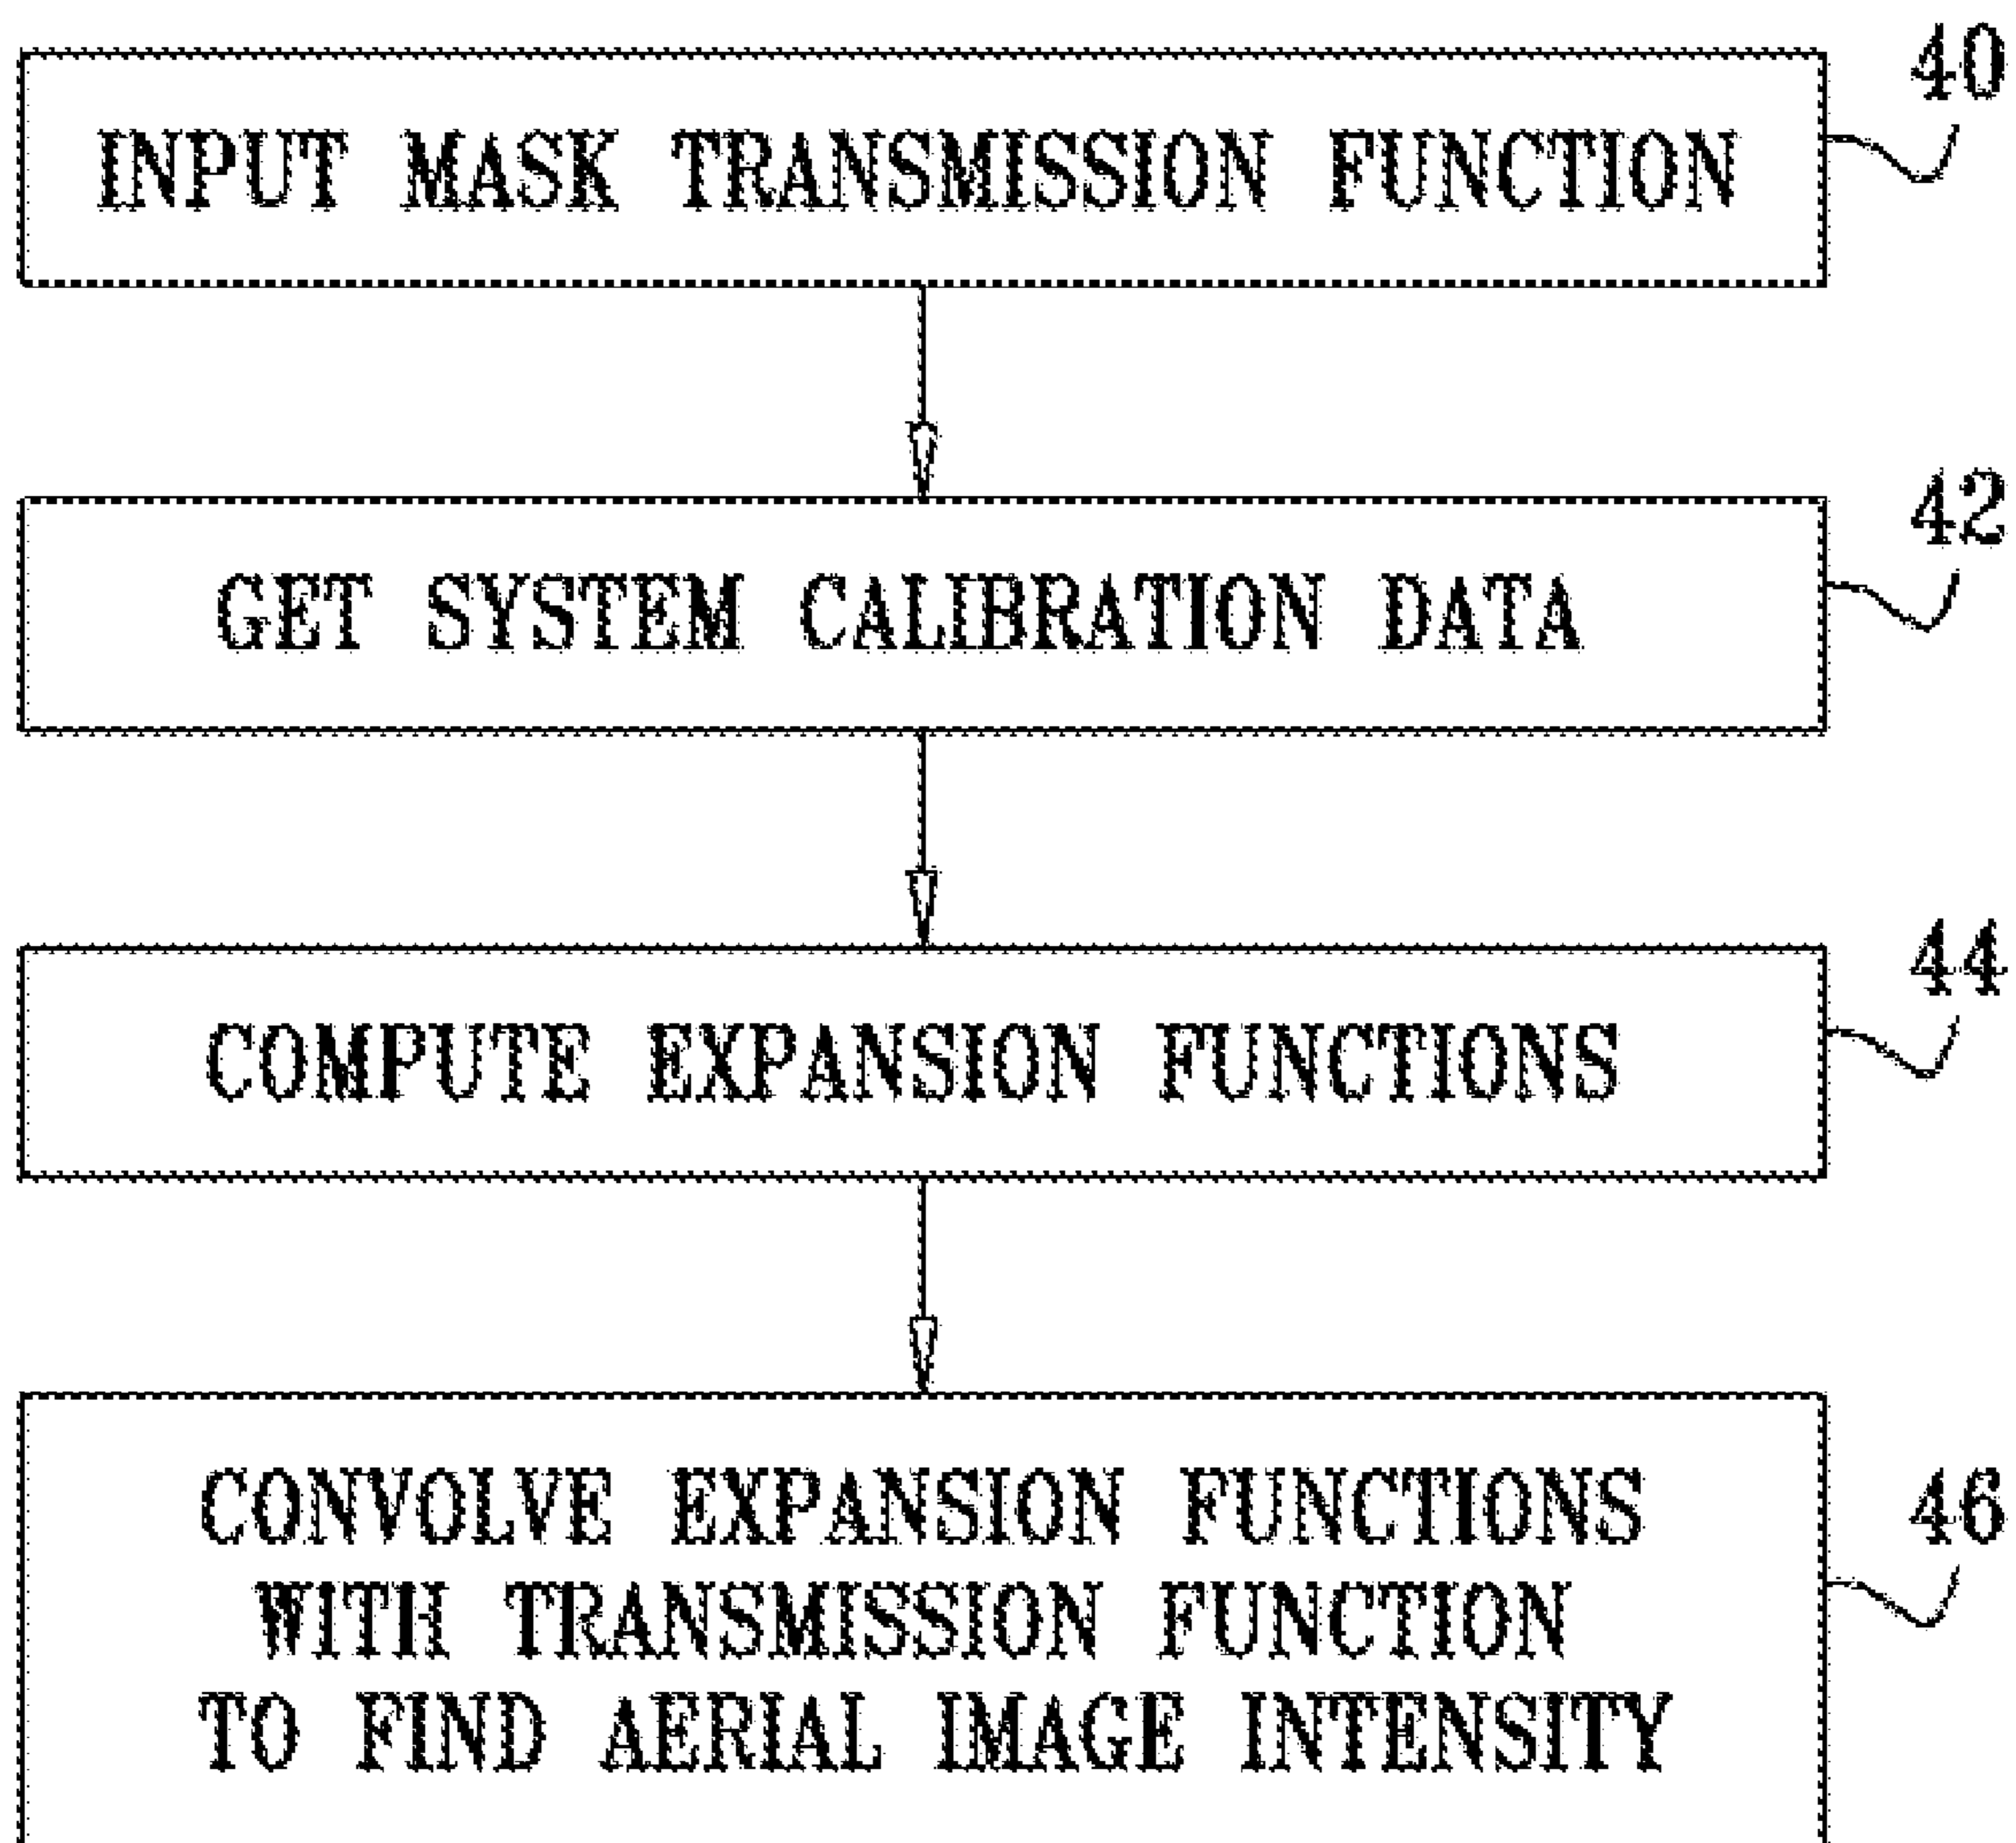 40
INPUT MASK TRANSMISSION FUNCTION
42
GET SYSTEM CALIBRATION DATA
44
COMPUTE EXPANSION FUNCTIONS
46
CONVOLVE EXPANSION FUNCTIONS
WITH TRANSMISSION FUNCTION
TO FIND AERIAL IMAGE INTENSITY